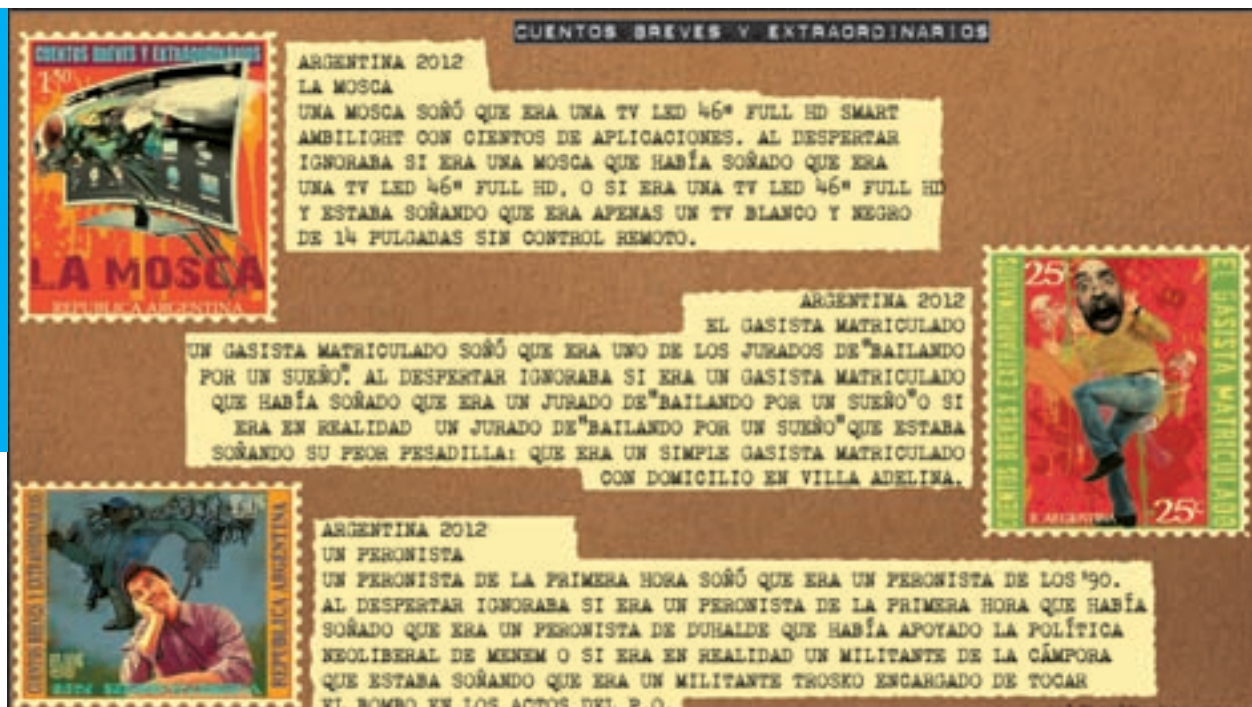 CUENTOS BREVES Y EXTRAORDINARIOS
CUENTOS BREVES Y EXTRAORDINARIOS
1.50
LA MOSCA
REPUBLICA ARGENTINA
ARGENTINA 2012
LA MOSCA
UNA MOSCA SOÑÓ QUE ERA UNA TV LED 46" FULL HD SMART
AMBILIGHT CON CIENTOS DE APLICACIONES. AL DESPERTAR
IGNORABA SI ERA UNA MOSCA QUE HABÍA SOÑADO QUE ERA
UNA TV LED 46" FULL HD, O SI ERA UNA TV LED 46" FULL HD
Y ESTABA SOÑANDO QUE ERA APENAS UN TV BLANCO Y NEGRO
DE 14 PULGADAS SIN CONTROL REMOTO.
ARGENTINA 2012
EL GASISTA MATRICULADO
UN GASISTA MATRICULADO SOÑÓ QUE ERA UNO DE LOS JURADOS DE"BAILANDO
POR UN SUEÑO". AL DESPERTAR IGNORABA SI ERA UN GASISTA MATRICULADO
QUE HABÍA SOÑADO QUE ERA UN JURADO DE"BAILANDO POR UN SUEÑO"O SI
ERA EN REALIDAD UN JURADO DE"BAILANDO POR UN SUEÑO"QUE ESTABA
SOÑANDO SU PEOR PESADILLA: QUE ERA UN SIMPLE GASISTA MATRICULADO
CON DOMICILIO EN VILLA ADELINA.
25
CUENTOS BREVES Y EXTRAORDINARIOS
EL GASISTA MATRICULADO
R. ARGENTINA
25c
CUENTOS BREVES Y EXTRAORDINARIOS
REPUBLICA ARGENTINA
ARGENTINA 2012
UN PERONISTA
UN PERONISTA DE LA PRIMERA HORA SOÑÓ QUE ERA UN PERONISTA DE LOS '90.
AL DESPERTAR IGNORABA SI ERA UN PERONISTA DE LA PRIMERA HORA QUE HABÍA
SOÑADO QUE ERA UN PERONISTA DE DUHALDE QUE HABÍA APOYADO LA POLÍTICA
NEOLIBERAL DE MENEM O SI ERA EN REALIDAD UN MILITANTE DE LA CÁMPORA
QUE ESTABA SOÑANDO QUE ERA UN MILITANTE TROSKO ENCARGADO DE TOCAR
EL BOMBO EN LOS ACTOS DEL P.O.